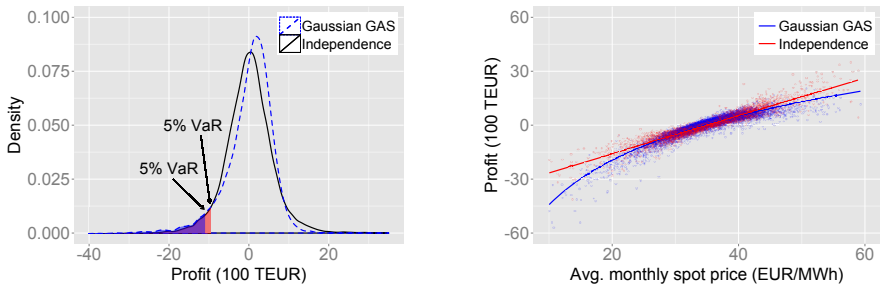 0.100
0.075
0.050
0.025
0.000
Density
-40
-20
0
20
Profit (100 TEUR)
Gaussian GAS
Independence
5% VaR
5% VaR
60
30
0
-30
-60
Profit (100 TEUR)
20
40
60
Avg. monthly spot price (EUR/MWh)
Gaussian GAS
Independence